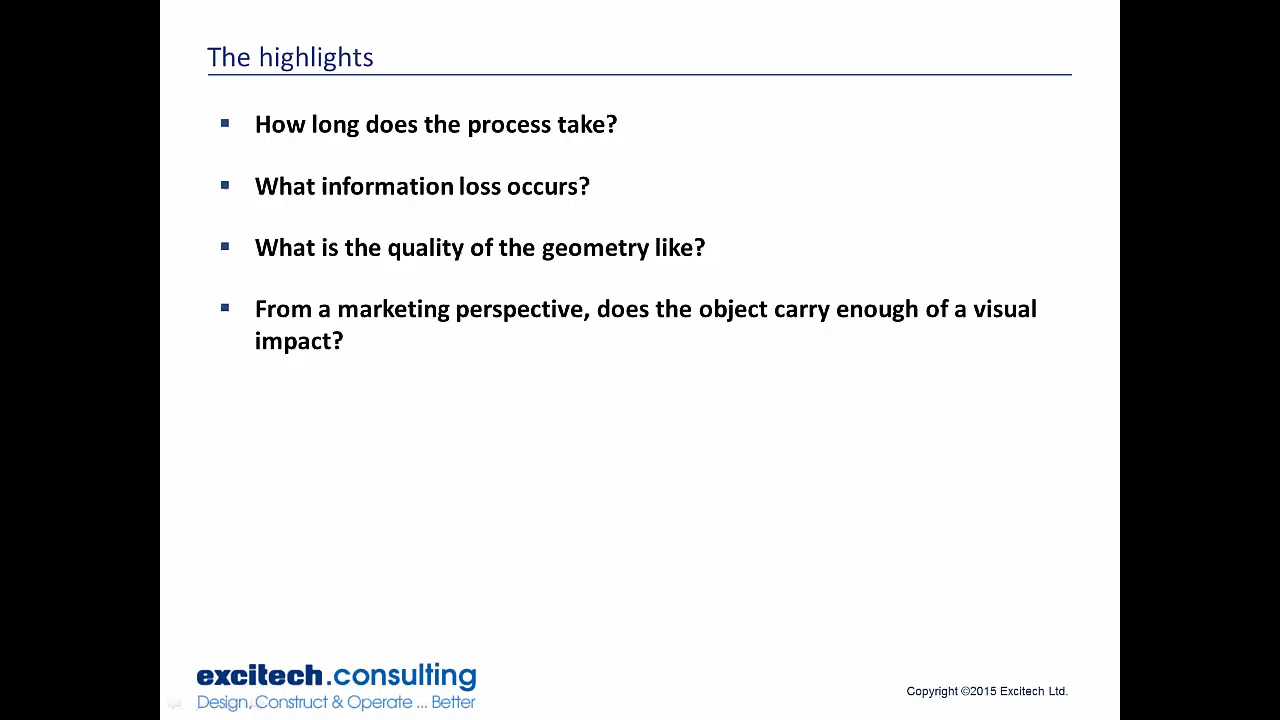 The highlights
How long does the process take?
What information loss occurs?
What is the quality of the geometry like?
From a marketing perspective, does the object carry enough of a visual
impact?
excitech.consulting
Design, Construct & Operate ... Better
Copyright ©2015 Excitech Ltd.